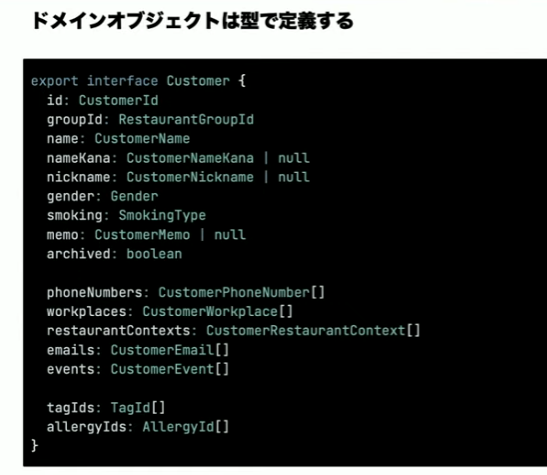 ドメインオブジェクトは型で定義する
export interface Customer {
  id: CustomerId
  groupId: RestaurantGroupId
  name: CustomerName
  nameKana: CustomerNameKana | null
  nickname: CustomerNickname | null
  gender: Gender
  smoking: SmokingType
  memo: CustomerMemo | null
  archived: boolean
  phoneNumbers: CustomerPhoneNumber[]
  workplaces: CustomerWorkplace[]
  restaurantContexts: CustomerRestaurantContext[]
  emails: CustomerEmail[]
  events: CustomerEvent[]
  tagIds: TagId[]
  allergyIds: AllergyId[]
}